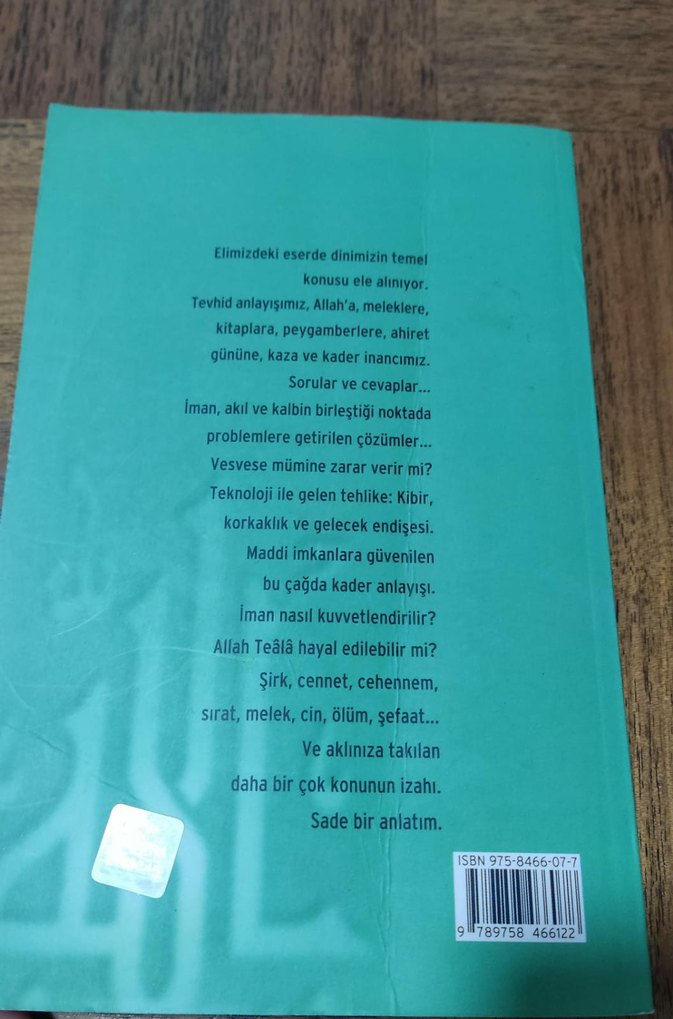 Elimizdeki eserde dinimizin temel
konusu ele alınıyor.
Tevhid anlayışımız, Allah'a, meleklere,
kitaplara, peygamberlere, ahiret
gününe, kaza ve kader inancımız.
Sorular ve cevaplar...
İman, akıl ve kalbin birleştiği noktada
problemlere getirilen çözümler...
Vesvese mümine zarar verir mi?
Teknoloji ile gelen tehlike: Kibir,
korkaklık ve gelecek endişesi.
Maddi imkanlara güvenilen
bu çağda kader anlayışı.
İman nasıl kuvvetlendirilir?
Allah Teâlâ hayal edilebilir mi?
Şirk, cennet, cehennem,
sırat, melek, cin, ölüm, şefaat...
Ve aklınıza takılan
daha bir çok konunun izahı.
Sade bir anlatım.
ISBN 975-8466-07-7
9 789758 466122